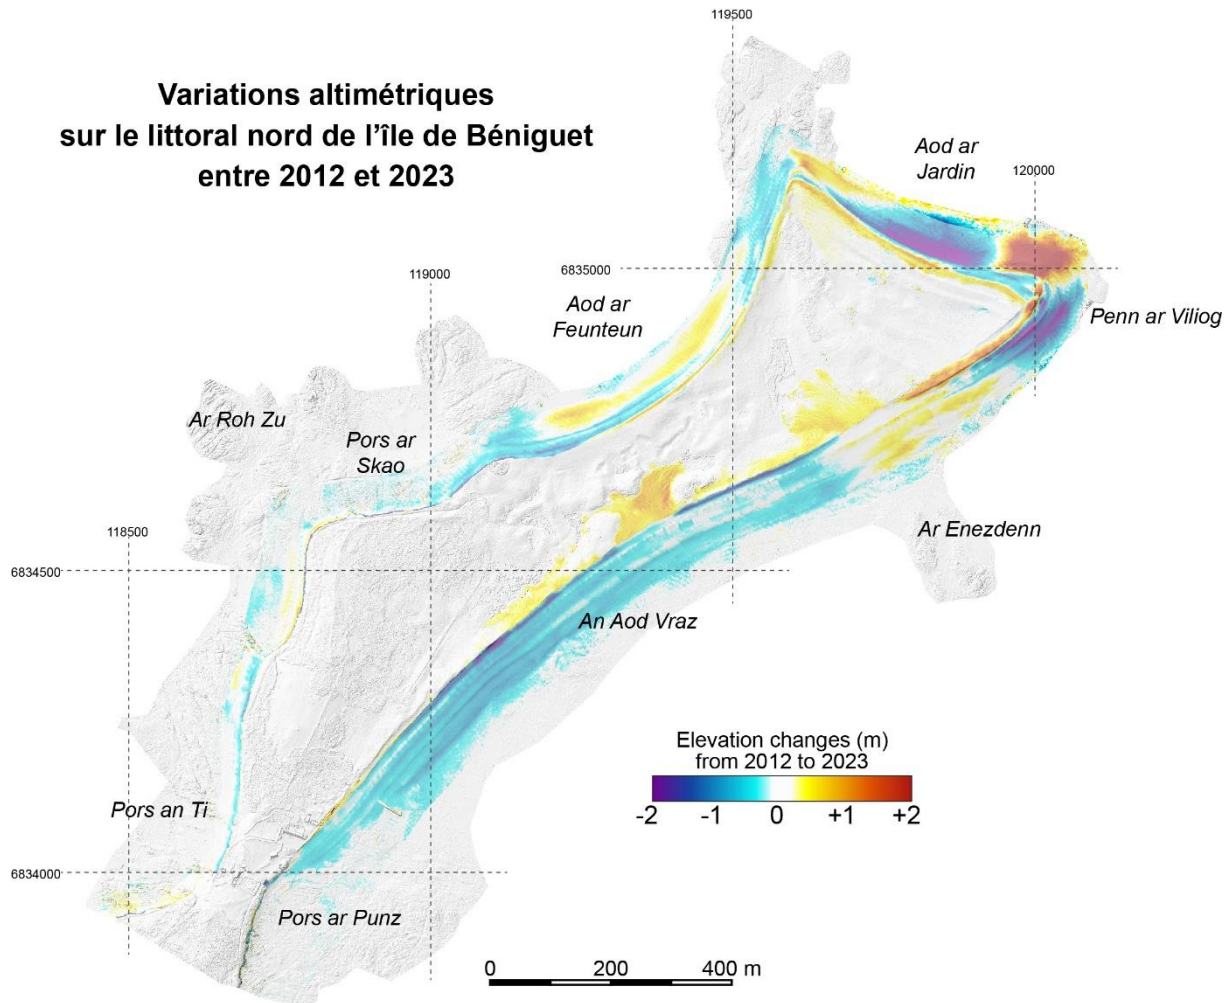 119500
Variations altimétriques
sur le littoral nord de l'île de Béniguet
entre 2012 et 2023
Aod ar
Jardin
120000
119000
6835000
Aod ar
Feunteun
Penn ar Viliog
Ar Roh Zu
Pors ar
Skao
118500
Ar Enezdenn
6834500
An Aod Vraz
Elevation changes (m)
from 2012 to 2023
-2 -1 0 +1 +2
Pors an Ti
6834000
Pors ar Punz
0 200 400 m